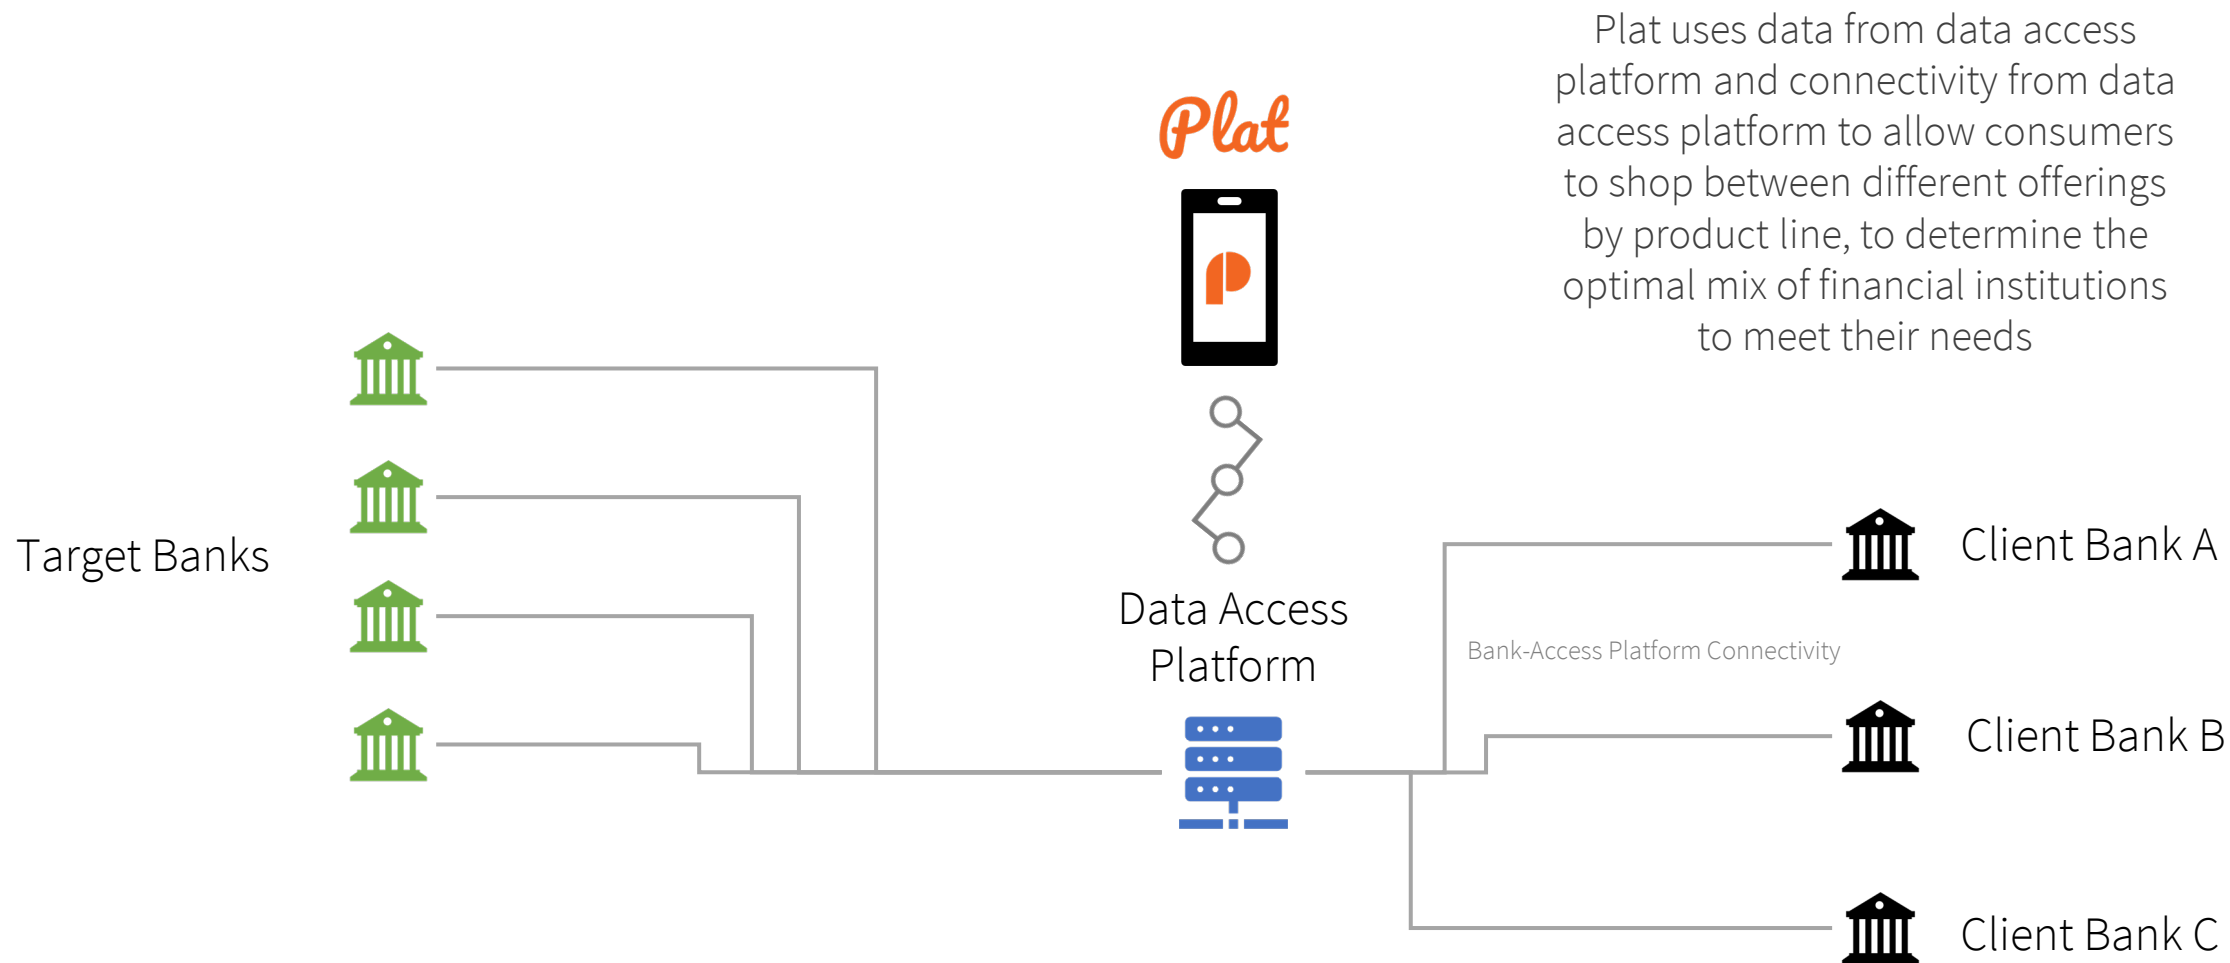 Plat uses data from data access
platform and connectivity from data
access platform to allow consumers
to shop between different offerings
by product line, to determine the
optimal mix of financial institutions
to meet their needs
Plat
Target Banks
Data Access
Platform
Client Bank A
Bank-Access Platform Connectivity
Client Bank B
Client Bank C